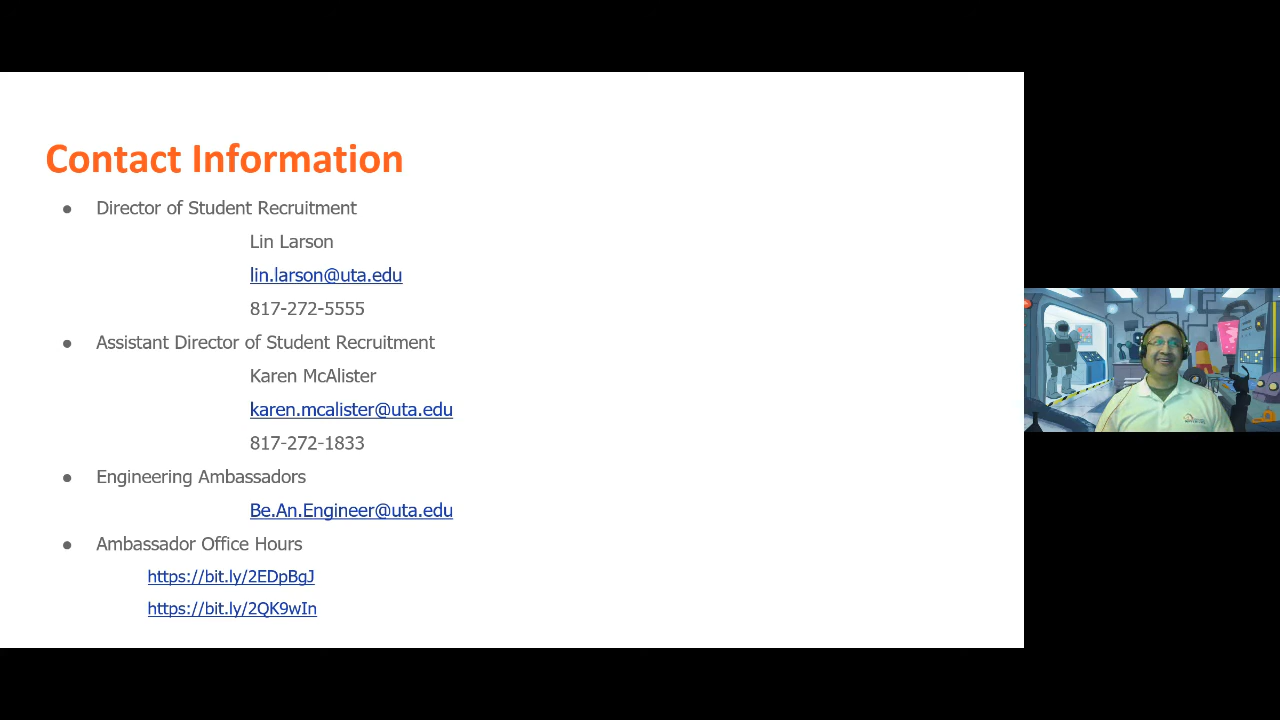 Contact Information
● Director of Student Recruitment
Lin Larson
lin.larson@uta.edu
817-272-5555
● Assistant Director of Student Recruitment
Karen McAlister
karen.mcalister@uta.edu
817-272-1833
● Engineering Ambassadors
Be.An.Engineer@uta.edu
● Ambassador Office Hours
https://bit.ly/2EDpBgJ
https://bit.ly/2QK9wIn